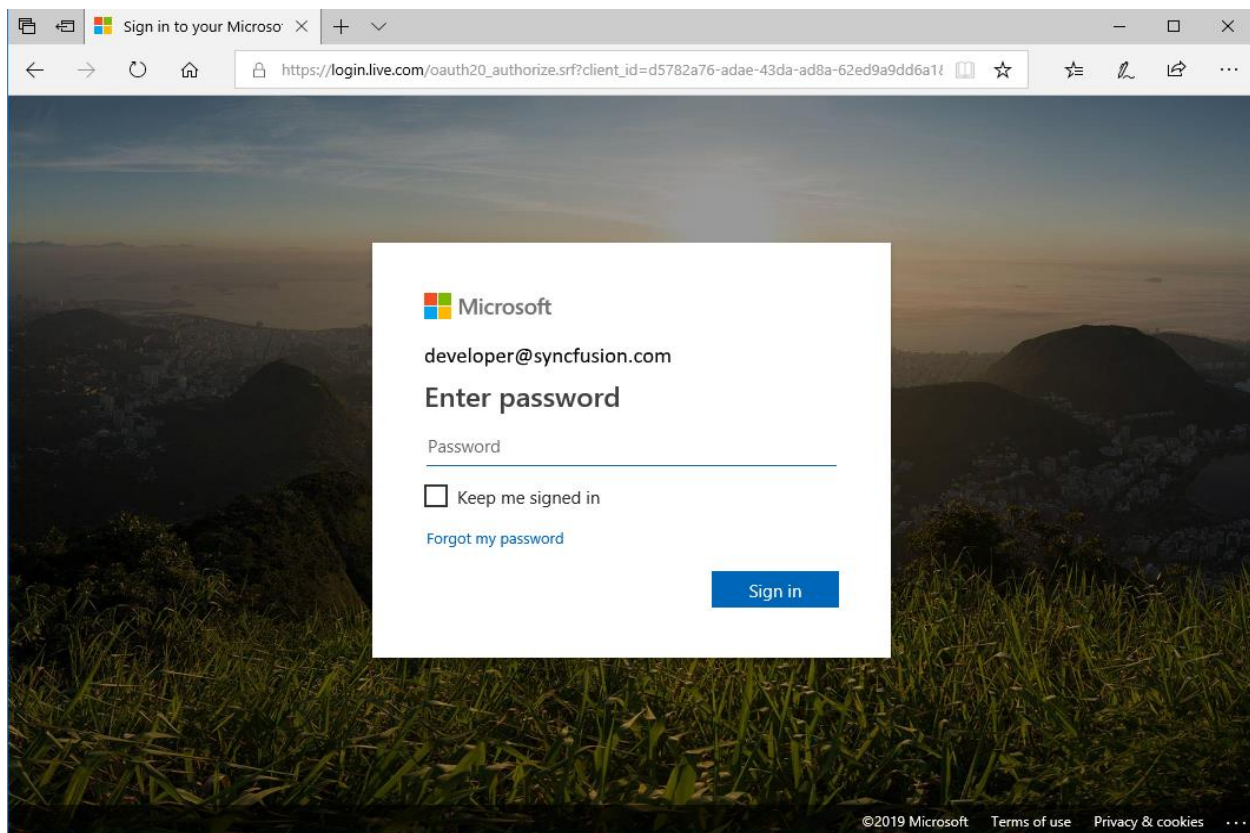 Sign in to your Microso
https://login.live.com/oauth20_authorize.srf?client_id=d5782a76-adae-43da-ad8a-62ed9a9dd6a18
Microsoft
developer@syncfusion.com
Enter password
Password
Keep me signed in
Forgot my password
Sign in
©2019 Microsoft Terms of use Privacy & cookies ...